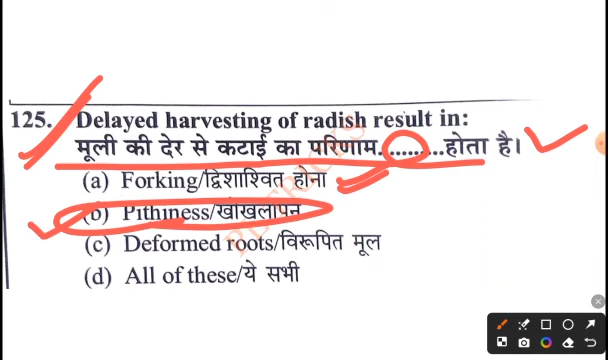 125. Delayed harvesting of radish result in:
मूली की देर से कटाई का परिणाम.........होता है।
(a) Forking/द्विशाश्वित होना
(b) Pithiness/खोखलापन
(c) Deformed roots/विरूपित मूल
(d) All of these/ये सभी